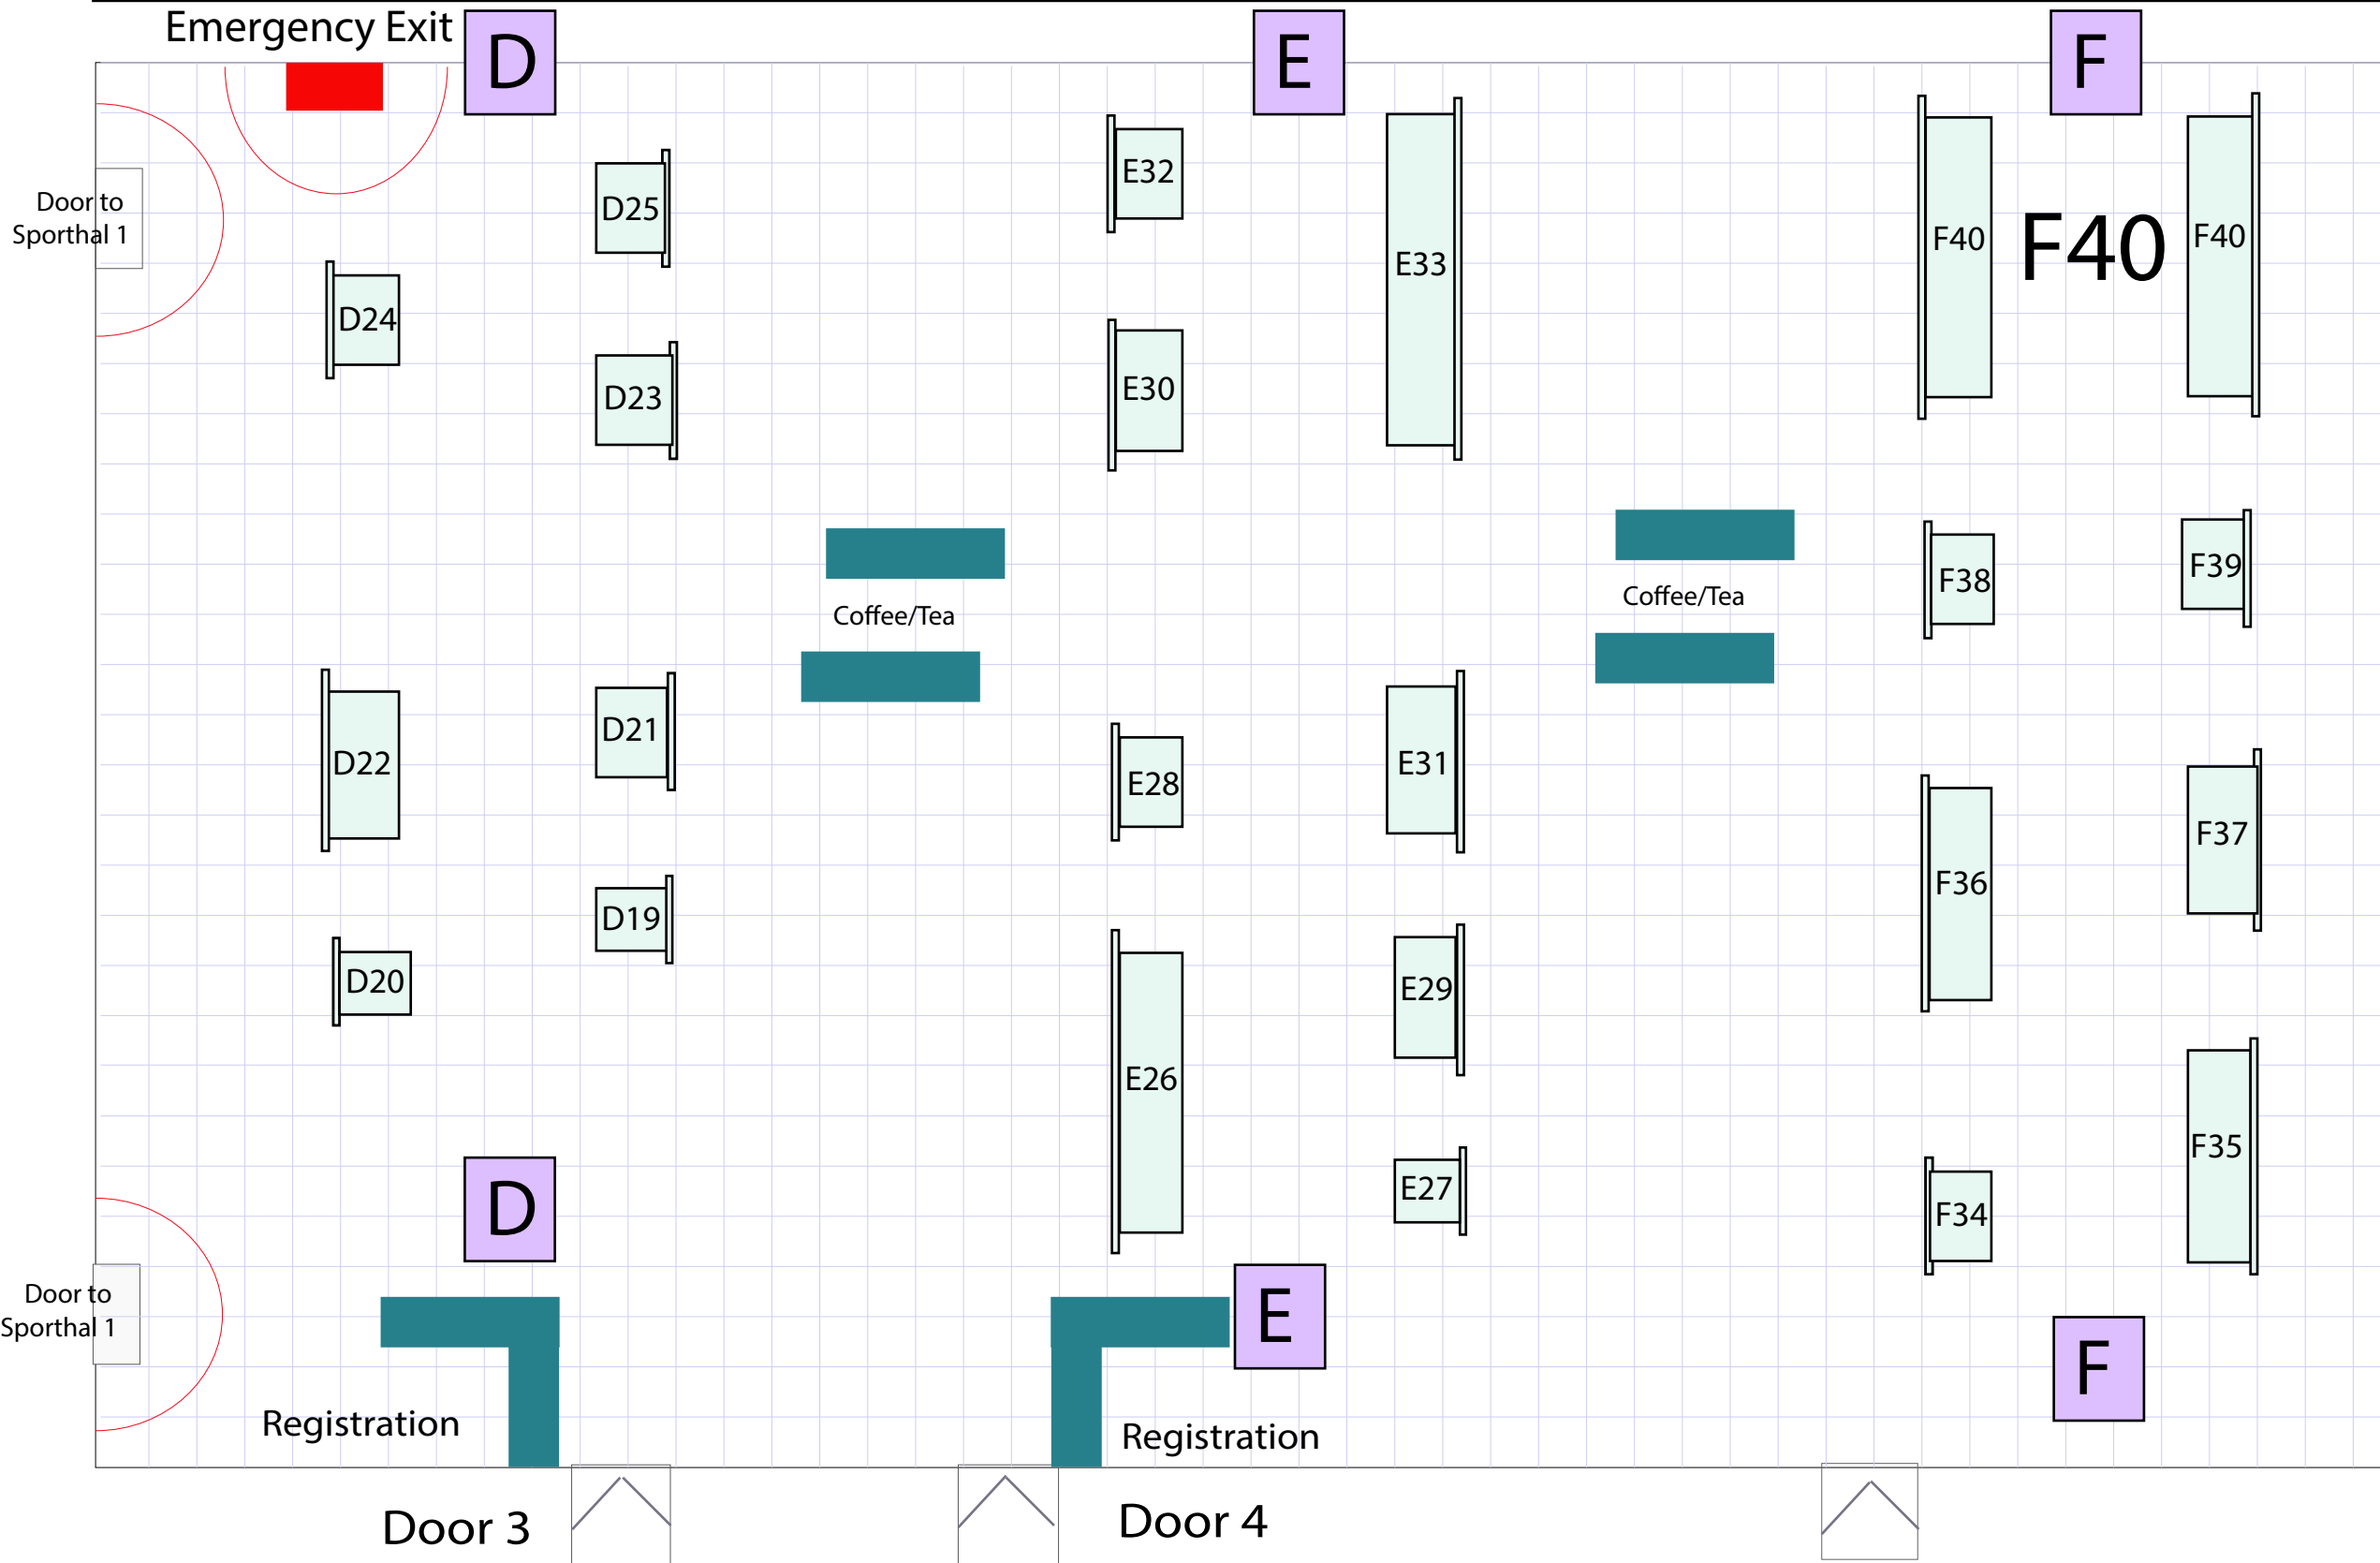 Emergency Exit
D
E
F
Door to
Sporthal 1
D25
E32
E33
F40
F40
F40
D24
D23
E30
Coffee/Tea
Coffee/Tea
F38
F39
D22
D21
E28
E31
F37
F36
D19
D20
E29
E26
E27
F35
F34
D
Door to
Sporthal 1
E
F
Registration
Registration
Door 3
Door 4